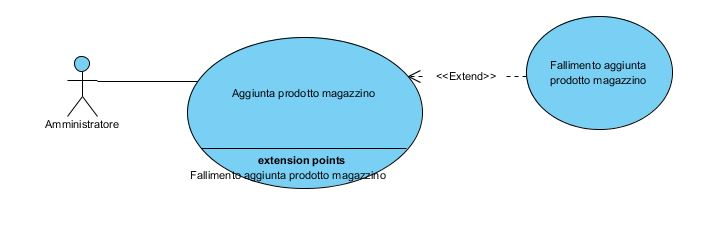 Amministratore
Aggiunta prodotto magazzino
extension points
Fallimento aggiunta prodotto magazzino
<<Extend>>
Fallimento aggiunta
prodotto magazzino